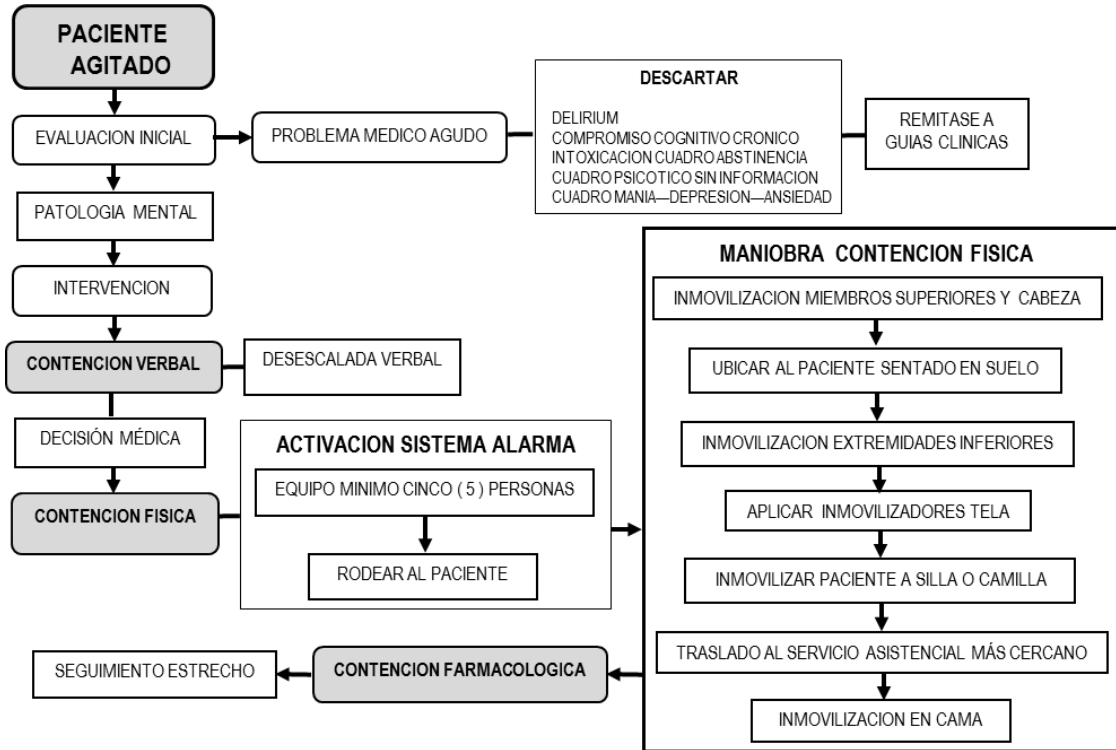 PACIENTE
AGITADO
EVALUACION INICIAL
PROBLEMA MEDICO AGUDO
DESCARTAR
DELIRIUM
COMPROMISO COGNITIVO CRONICO
INTOXICACION CUADRO ABSTINENCIA
CUADRO PSICOTICO SIN INFORMACION
CUADRO MANIA—DEPRESION—ANSIEDAD
REMITASE A
GUIAS CLINICAS
PATOLOGIA MENTAL
INTERVENCION
CONTENCION VERBAL
DESESCALADA VERBAL
DECISIÓN MÉDICA
CONTENCION FISICA
ACTIVACION SISTEMA ALARMA
EQUIPO MINIMO CINCO ( 5 ) PERSONAS
RODEAR AL PACIENTE
MANIOBRA CONTENCION FISICA
INMOVILIZACION MIEMBROS SUPERIORES Y CABEZA
UBICAR AL PACIENTE SENTADO EN SUELO
INMOVILIZACION EXTREMIDADES INFERIORES
APLICAR INMOVILIZADORES TELA
INMOVILIZAR PACIENTE A SILLA O CAMILLA
TRASLADO AL SERVICIO ASISTENCIAL MÁS CERCANO
INMOVILIZACION EN CAMA
CONTENCION FARMACOLOGICA
SEGUIMIENTO ESTRECHO